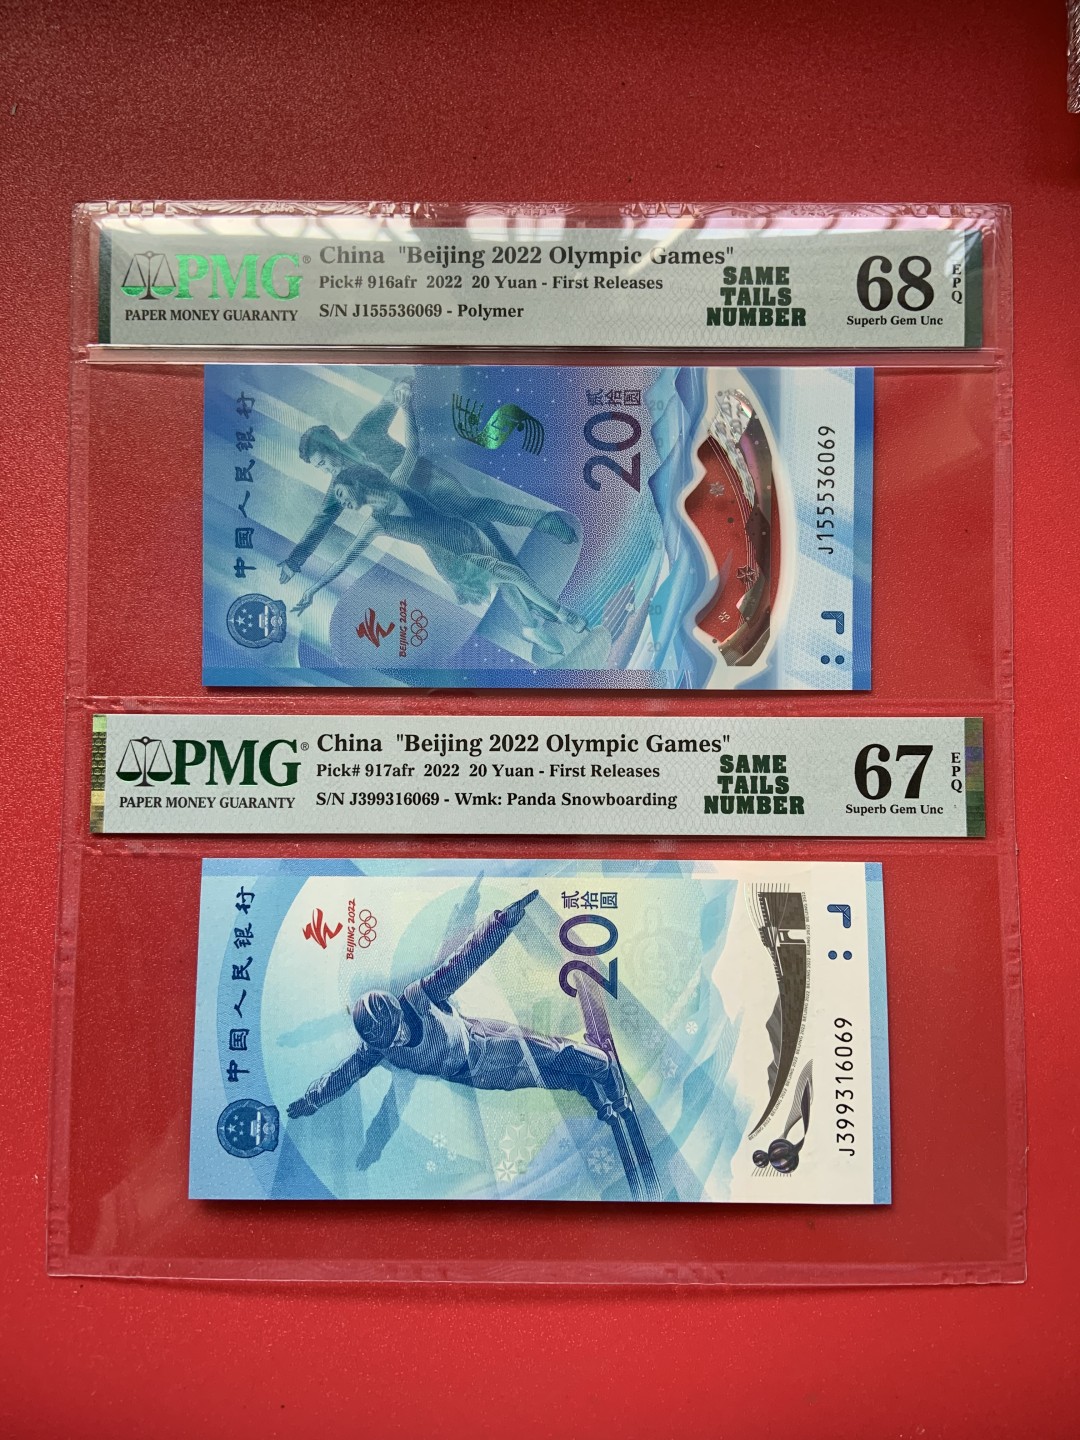 PMG®
PAPER MONEY GUARANTY
China "Beijing 2022 Olympic Games"
Pick# 916afr 2022 20 Yuan - First Releases
S/N J155536069 - Polymer
SAME
TAILS
NUMBER
68
Superb Gem Unc
EPQ
中国人民银行
BEIJING 2022
贰拾圆
20
J155536069
PMG®
PAPER MONEY GUARANTY
China "Beijing 2022 Olympic Games"
Pick# 917afr 2022 20 Yuan - First Releases
S/N J399316069 - Wmk: Panda Snowboarding
SAME
TAILS
NUMBER
67
Superb Gem Unc
EPQ
中国人民银行
BEIJING 2022
贰拾圆
20
J399316069